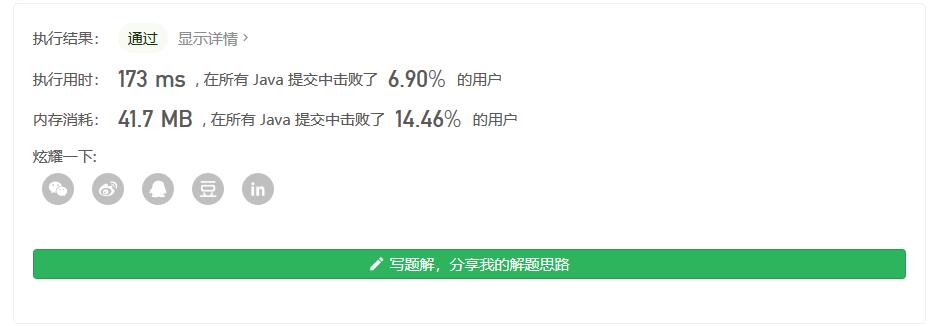 执行结果： 通过 显示详情 >
执行用时： 173 ms , 在所有 Java 提交中击败了 6.90% 的用户
内存消耗： 41.7 MB , 在所有 Java 提交中击败了 14.46% 的用户
炫耀一下:
豆 in
写题解，分享我的解题思路